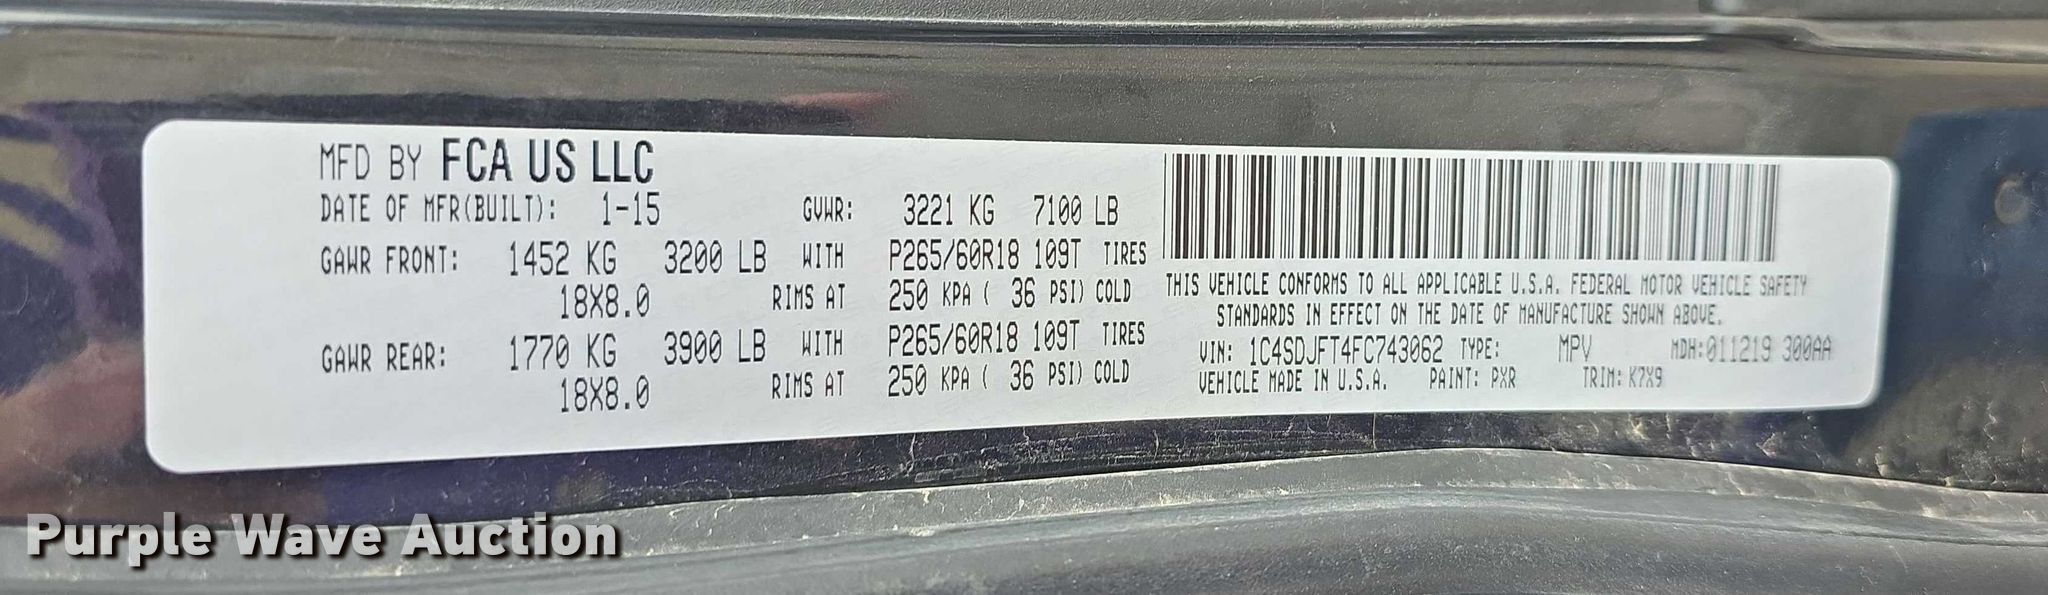 MFD BY FCA US LLC
DATE OF MFR(BUILT): 1-15 GVWR: 3221 KG 7100 LB
GAWR FRONT: 1452 KG 3200 LB WITH P265/60R18 109T TIRES
18X8.0 RIMS AT 250 KPA ( 36 PSI) COLD
GAWR REAR: 1770 KG 3900 LB WITH P265/60R18 109T TIRES
18X8.0 RIMS AT 250 KPA ( 36 PSI) COLD
THIS VEHICLE CONFORMS TO ALL APPLICABLE U.S.A. FEDERAL MOTOR VEHICLE SAFETY
STANDARDS IN EFFECT ON THE DATE OF MANUFACTURE SHOWN ABOVE.
VIN: 1C4SDJFT4FC743062 TYPE: MPV MDH:011219 300AA
VEHICLE MADE IN U.S.A. PAINT: PXR TRIM: K7X9
Purple Wave Auction